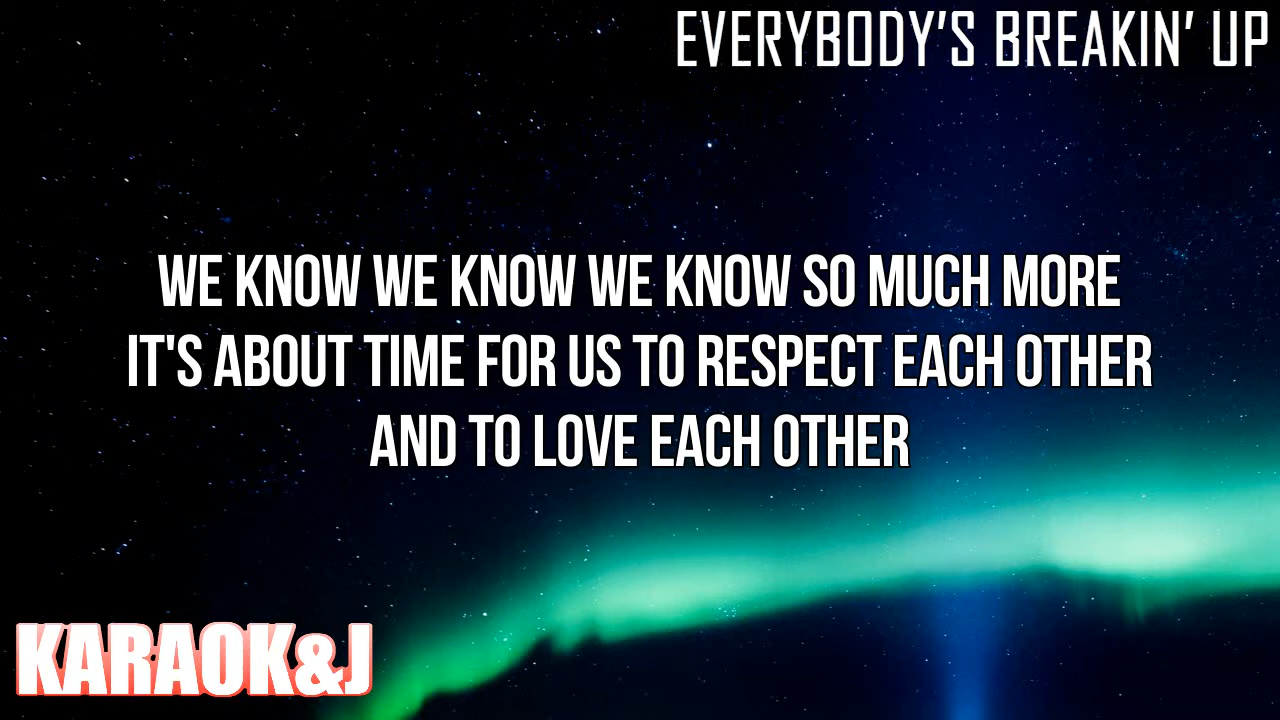 EVERYBODY'S BREAKIN' UP
WE KNOW WE KNOW WE KNOW SO MUCH MORE
IT'S ABOUT TIME FOR US TO RESPECT EACH OTHER
AND TO LOVE EACH OTHER
KARAOK&J